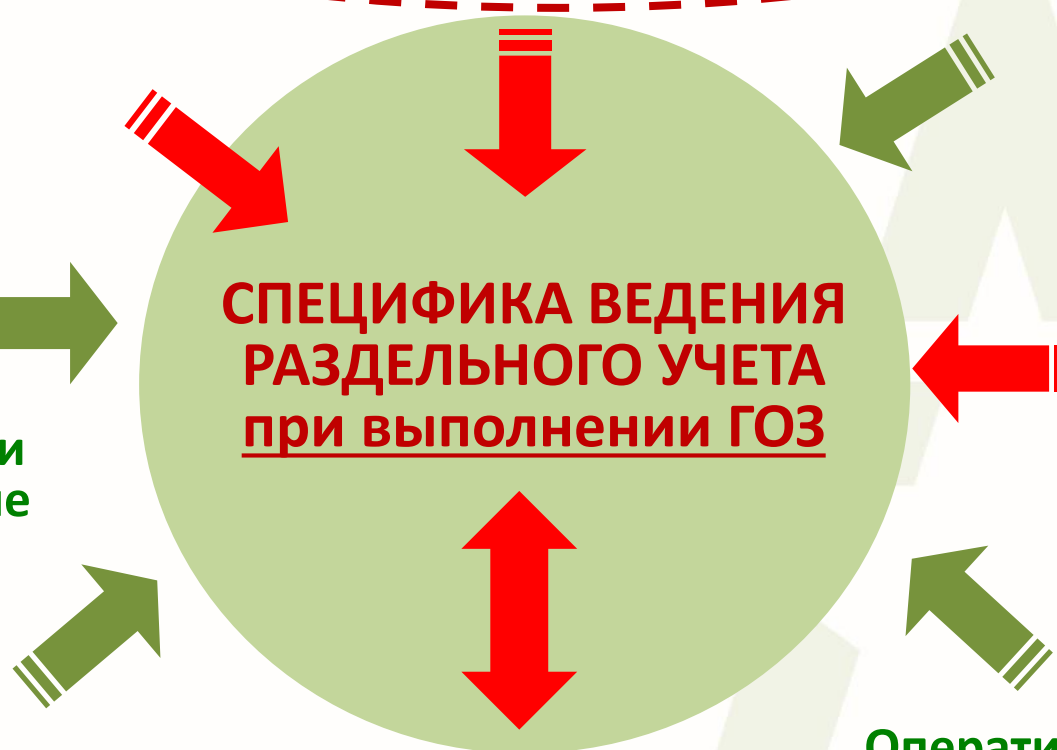 СПЕЦИФИКА ВЕДЕНИЯ
РАЗДЕЛЬНОГО УЧЕТА
при выполнении ГОЗ
и